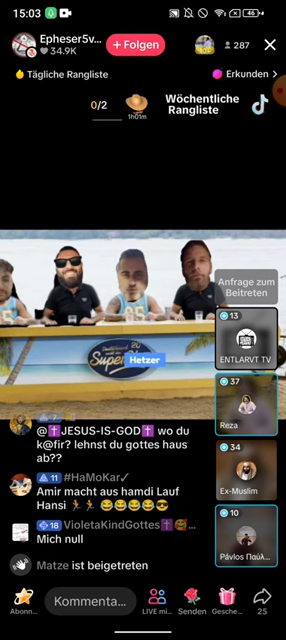 15:03
46
Epheser5v...
34.9K
+ Folgen
287
Tägliche Rangliste
Erkunden >
0/2
1h01m
Wöchentliche
Rangliste
Anfrage zum
Beitreten
13
ENTLARVT TV
37
Reza
34
Ex-Muslim
10
Pávlos Παύλ...
Hetzer
@✝️JESUS-IS-GOD✝️ wo du
k@fir? lehnst du gottes haus
ab??
11 #HaMoKar✓
Amir macht aus hamdi Lauf
Hansi 🏃🏃 😂😂😂😂😎
18 VioletaKindGottes✝️🥰...
Mich null
Matze ist beigetreten
Abonn...
Kommenta...
LIVE mi...
Senden
Gesche...
25